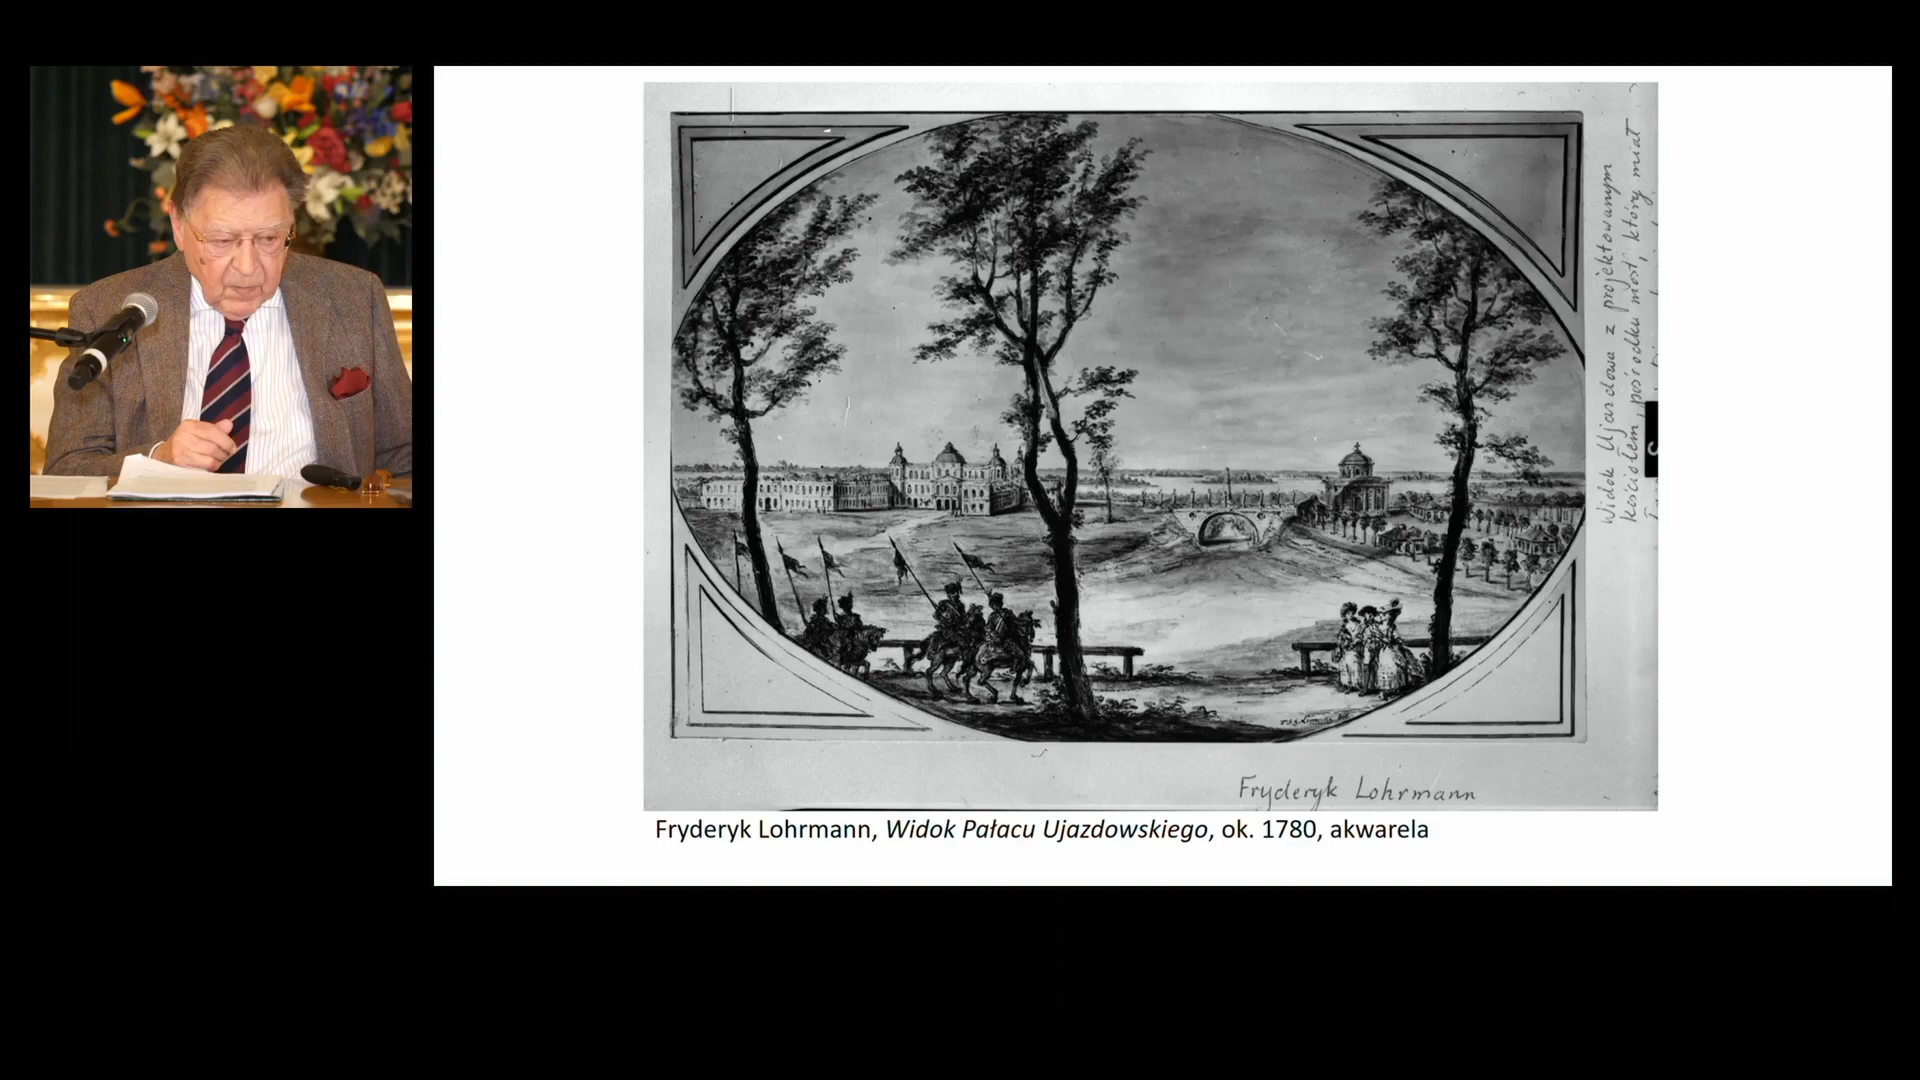 Widok Ujazdowa z projektowanym
kościołem, pośrodku most, który miał
Fryderyk Lohrmann
Fryderyk Lohrmann, Widok Pałacu Ujazdowskiego, ok. 1780, akwarela